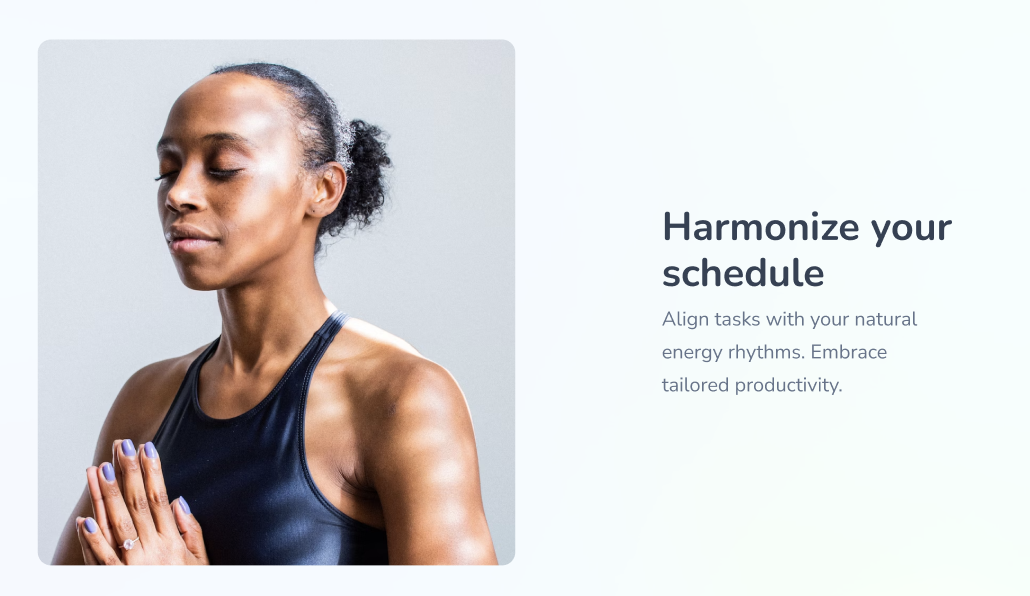 Harmonize your
schedule
Align tasks with your natural
energy rhythms. Embrace
tailored productivity.